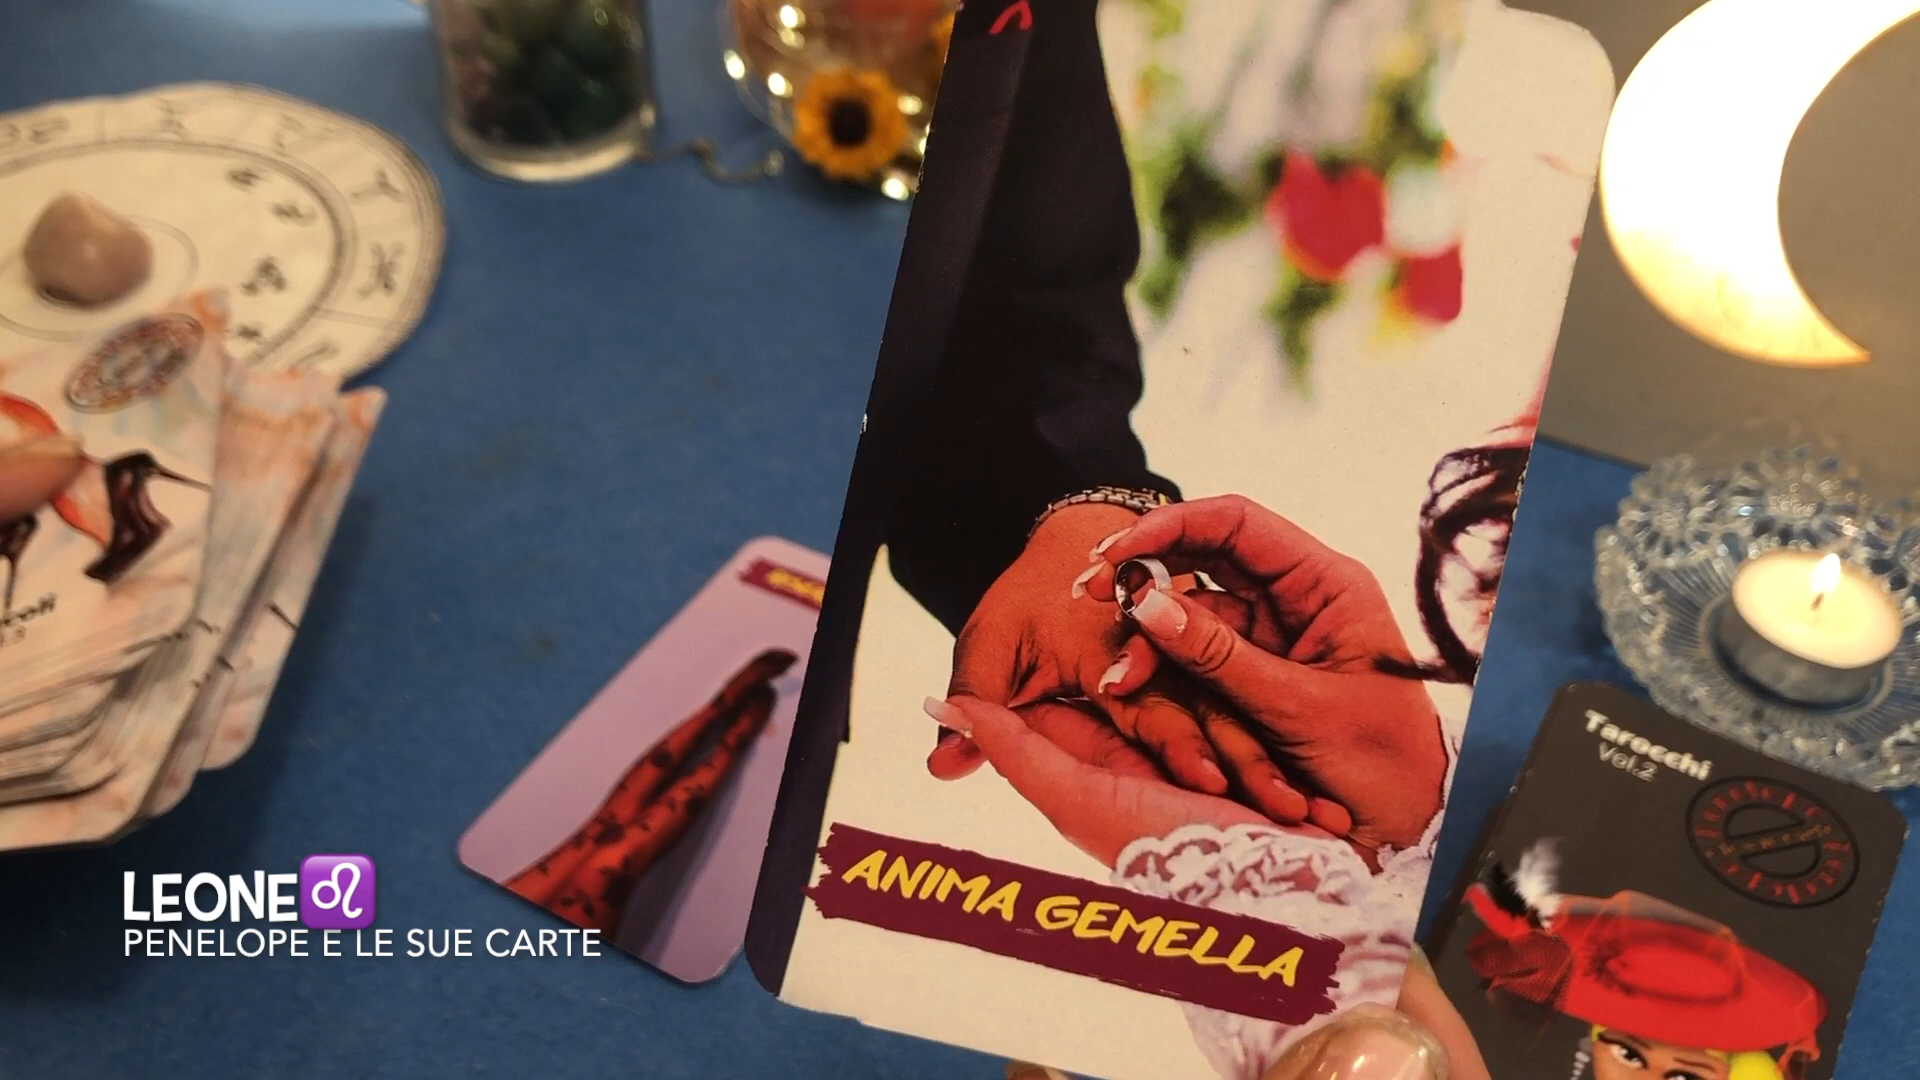 Tarocchi
Vol.2
ANIMA GEMELLA
LEONE♌
PENELOPE E LE SUE CARTE